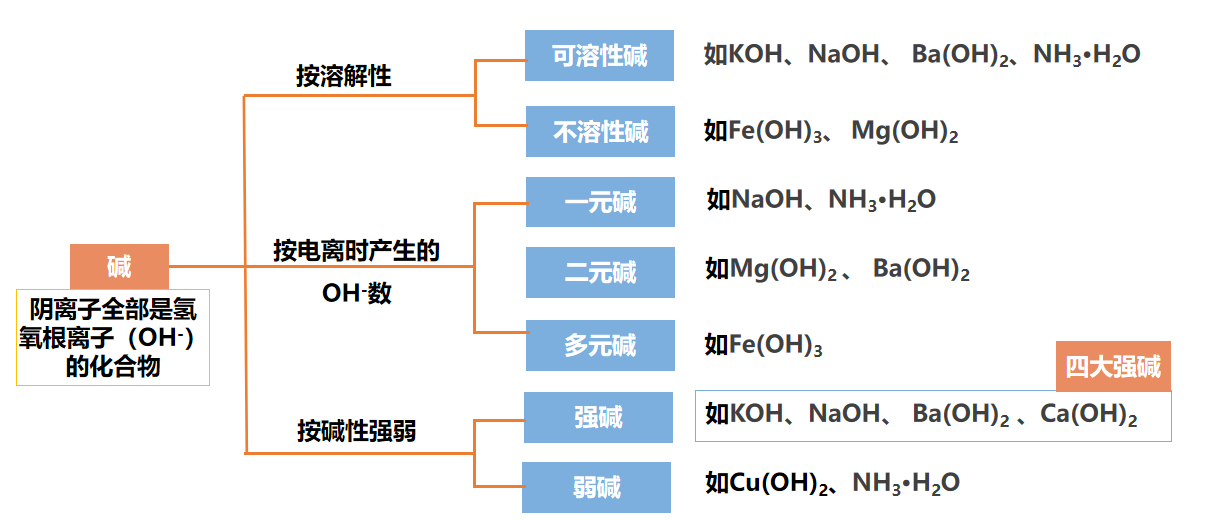 碱
阴离子全部是氢
氧根离子（OH⁻）
的化合物
按溶解性
可溶性碱
如KOH、NaOH、 Ba(OH)₂、NH₃·H₂O
不溶性碱
如Fe(OH)₃、 Mg(OH)₂
按电离时产生的
OH⁻数
一元碱
如NaOH、NH₃·H₂O
二元碱
如Mg(OH)₂ 、 Ba(OH)₂
多元碱
如Fe(OH)₃
按碱性强弱
强碱
四大强碱
如KOH、NaOH、 Ba(OH)₂ 、Ca(OH)₂
弱碱
如Cu(OH)₂、NH₃·H₂O